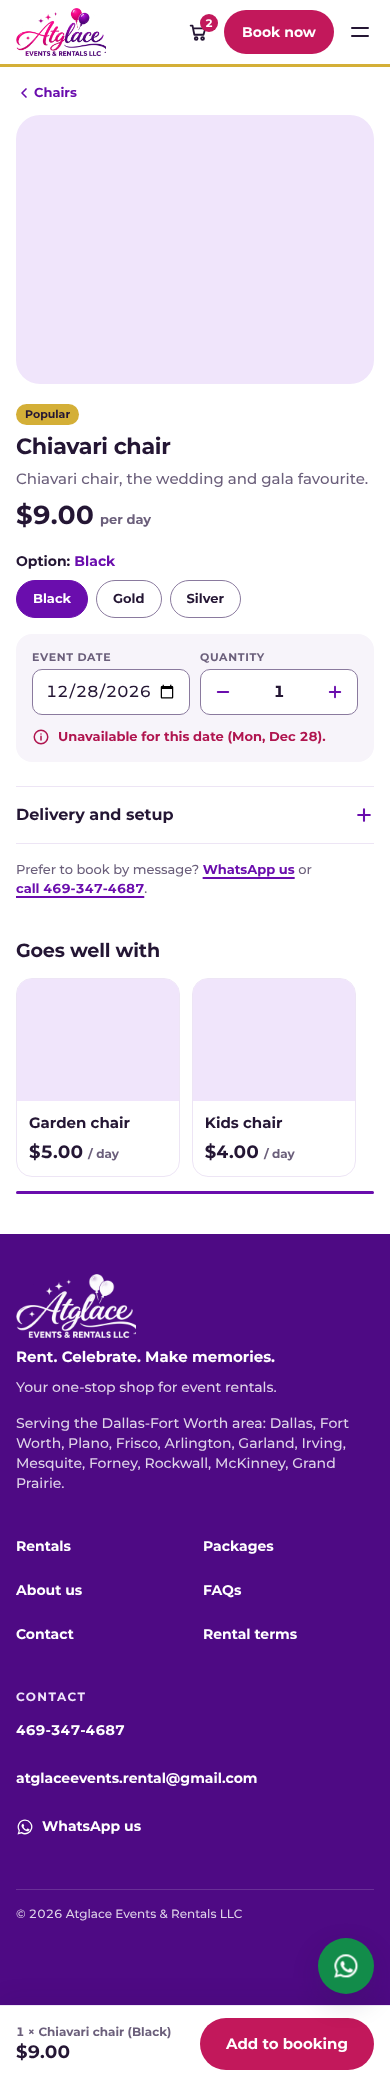 Atglace
EVENTS & RENTALS LLC
2
Book now
Chairs
Popular
Chiavari chair
Chiavari chair, the wedding and gala favourite.
$9.00 per day
Option: Black
Black Gold Silver
EVENT DATE QUANTITY
12/28/2026 1
Unavailable for this date (Mon, Dec 28).
Delivery and setup
Prefer to book by message? WhatsApp us or
call 469-347-4687.
Goes well with
Garden chair Kids chair
$5.00 / day $4.00 / day
Atglace
EVENTS & RENTALS LLC
Rent. Celebrate. Make memories.
Your one-stop shop for event rentals.
Serving the Dallas-Fort Worth area: Dallas, Fort
Worth, Plano, Frisco, Arlington, Garland, Irving,
Mesquite, Forney, Rockwall, McKinney, Grand
Prairie.
Rentals Packages
About us FAQs
Contact Rental terms
CONTACT
469-347-4687
atglaceevents.rental@gmail.com
WhatsApp us
© 2026 Atglace Events & Rentals LLC
1 × Chiavari chair (Black)
$9.00
Add to booking